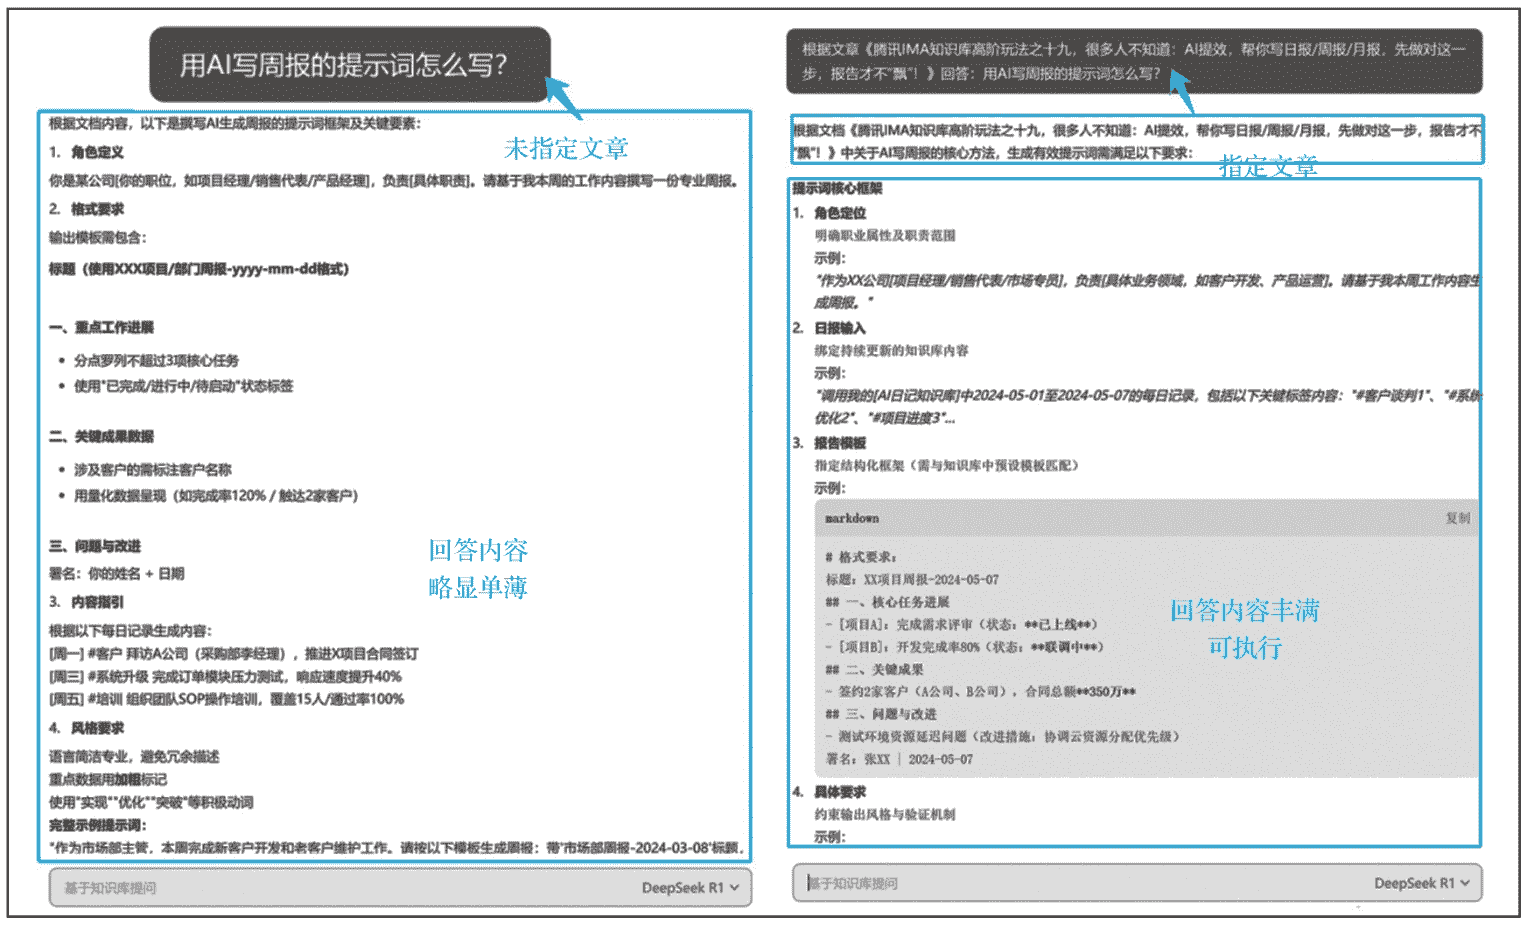 用AI写周报的提示词怎么写？
未指定文章
根据文档内容，以下是撰写AI生成周报的提示词框架及关键要素：
1. 角色定义
你是某公司[你的职位，如项目经理/销售代表/产品经理]，负责[具体职责]。请基于我本周的工作内容撰写一份专业周报。
2. 格式要求
输出模板需包含：
标题（使用XXX项目/部门周报-yyyy-mm-dd格式）
一、重点工作进展
• 分点罗列不超过3项核心任务
• 使用"已完成/进行中/待启动"状态标签
二、关键成果数据
• 涉及客户的需标注客户名称
• 用量化数据呈现（如完成率120% / 触达2家客户）
三、问题与改进
署名：你的姓名 + 日期
回答内容
略显单薄
3. 内容指引
根据以下每日记录生成内容：
[周一] #客户 拜访A公司（采购部李经理），推进X项目合同签订
[周三] #系统升级 完成订单模块压力测试，响应速度提升40%
[周五] #培训 组织团队SOP操作培训，覆盖15人/通过率100%
4. 风格要求
语言简洁专业，避免冗余描述
重点数据用加粗标记
使用"实现""优化""突破"等积极动词
完整示例提示词：
"作为市场部主管，本周完成新客户开发和老客户维护工作。请按以下模板生成周报：带'市场部周报-2024-03-08'标题，
基于知识库提问
DeepSeek R1
根据文章《腾讯IMA知识库高阶玩法之十九，很多人不知道：AI提效，帮你写日报/周报/月报，先做对这一
步，报告才不"飘"！》回答：用AI写周报的提示词怎么写？
根据文档《腾讯IMA知识库高阶玩法之十九，很多人不知道：AI提效，帮你写日报/周报/月报，先做对这一步，报告才不
"飘"！》中关于AI写周报的核心方法，生成有效提示词需满足以下要求：
指定文章
提示词核心框架
1. 角色定位
明确职业属性及职责范围
示例：
"作为XX公司[项目经理/销售代表/市场专员]，负责[具体业务领域，如客户开发、产品运营]。请基于我本周工作内容生
成周报。"
2. 日报输入
绑定持续更新的知识库内容
示例：
"调用我的[AI日记知识库]中2024-05-01至2024-05-07的每日记录，包括以下关键标签内容："#客户谈判1"、"#系统
优化2"、"#项目进度3"...
3. 报告模板
指定结构化框架（需与知识库中预设模板匹配）
示例：
markdown
复制
# 格式要求：
标题：XX项目周报-2024-05-07
## 一、核心任务进展
- [项目A]：完成需求评审（状态：**已上线**）
- [项目B]：开发完成率80%（状态：**联调中**）
## 二、关键成果
- 签约2家客户（A公司、B公司），合同总额**350万**
## 三、问题与改进
- 测试环境资源延迟问题（改进措施：协调云资源分配优先级）
署名：张XX | 2024-05-07
回答内容丰满
可执行
4. 具体要求
约束输出风格与验证机制
示例：
基于知识库提问
DeepSeek R1